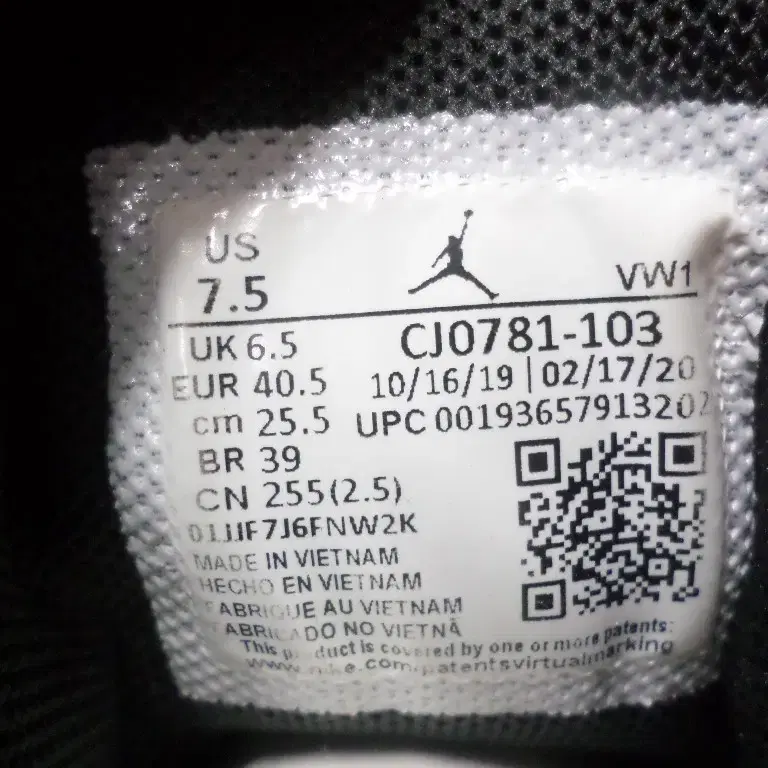 US
7.5
VW1
UK 6.5
CJ0781-103
EUR 40.5
10/16/19 | 02/17/20
cm 25.5
UPC 00193657913202
BR 39
CN 255(2.5)
MADE IN VIETNAM
HECHO EN VIETNAM
FABRIQUE AU VIETNAM
FABRICADO NO VIETNÃ
This product is covered by one or more patents:
www.nike.com/patentsvirtualmarking